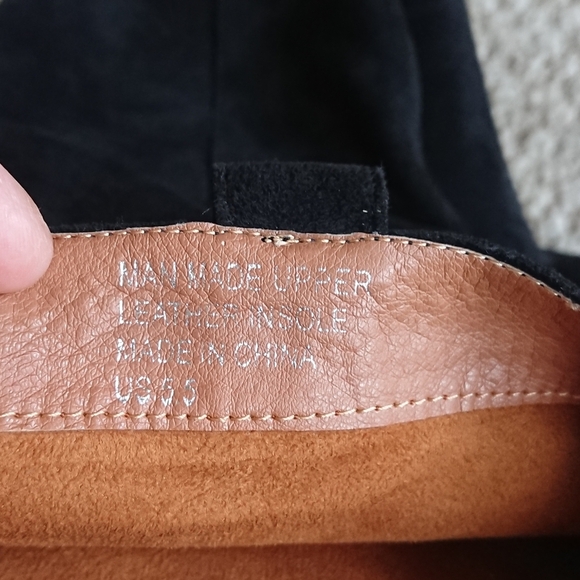 MAN MADE UPPER
LEATHER INSOLE
MADE IN CHINA
US 5.5